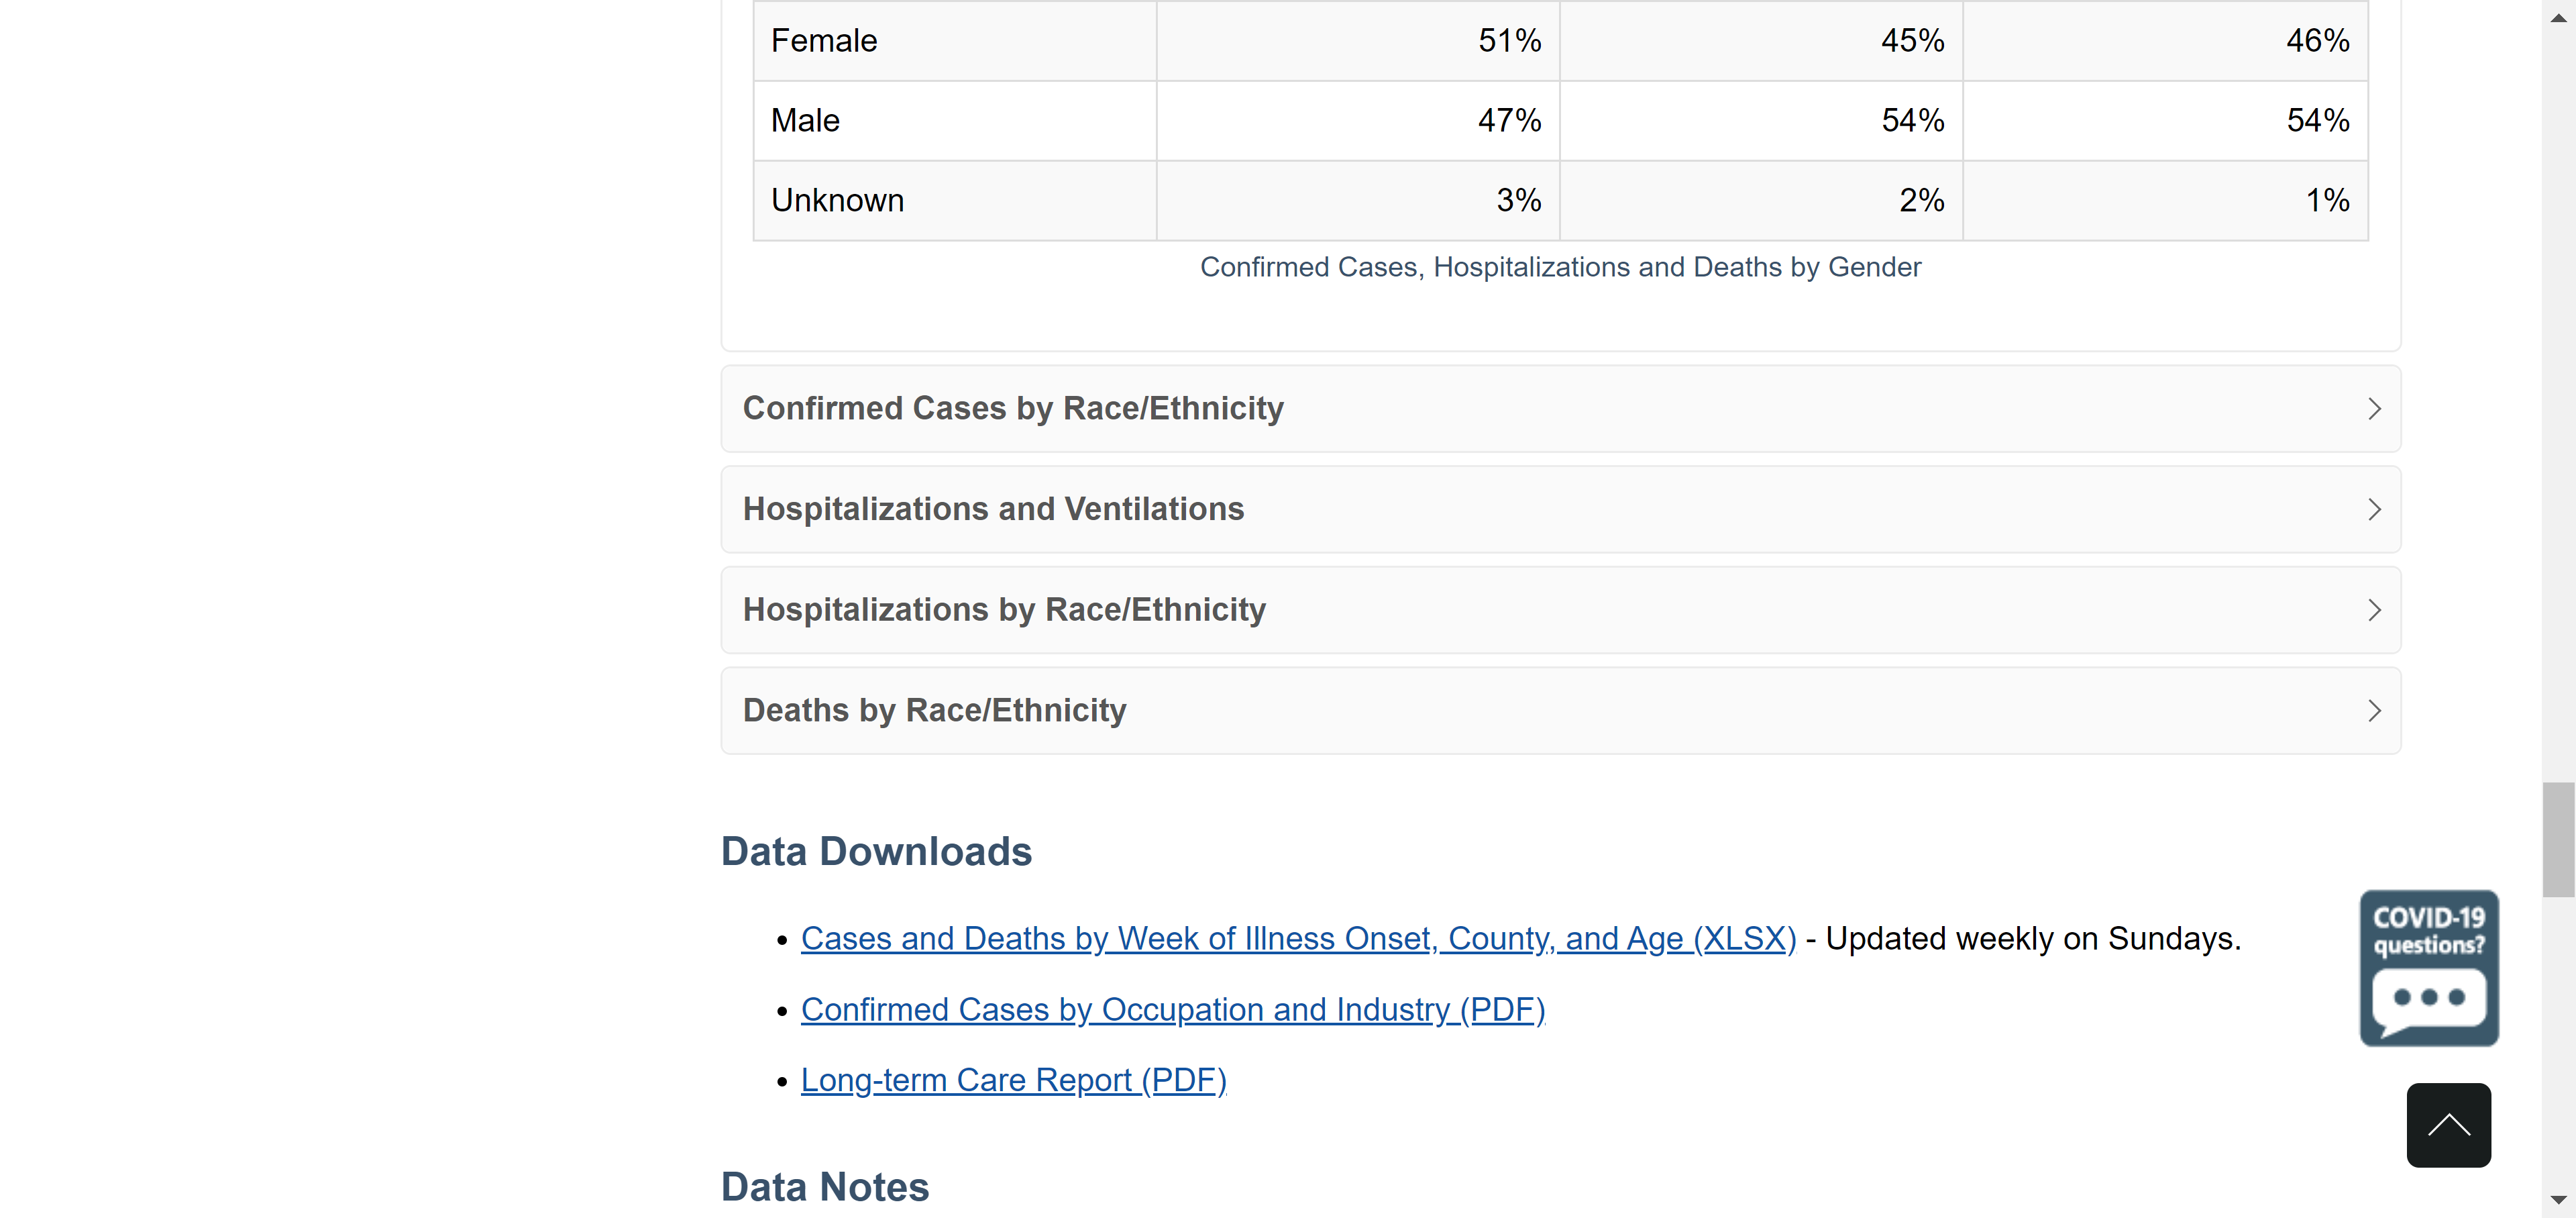 Female 51% 45% 46%
Male 47% 54% 54%
Unknown 3% 2% 1%
Confirmed Cases, Hospitalizations and Deaths by Gender
Confirmed Cases by Race/Ethnicity
Hospitalizations and Ventilations
Hospitalizations by Race/Ethnicity
Deaths by Race/Ethnicity
Data Downloads
Cases and Deaths by Week of Illness Onset, County, and Age (XLSX) - Updated weekly on Sundays.
Confirmed Cases by Occupation and Industry (PDF)
Long-term Care Report (PDF)
COVID-19
questions?
Data Notes